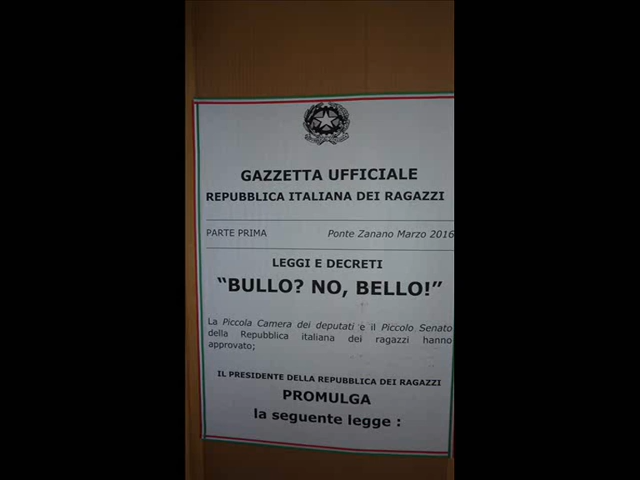 GAZZETTA UFFICIALE
REPUBBLICA ITALIANA DEI RAGAZZI
PARTE PRIMA Ponte Zanano Marzo 2016
LEGGI E DECRETI
"BULLO? NO, BELLO!"
La Piccola Camera dei deputati e il Piccolo Senato
della Repubblica italiana dei ragazzi hanno
approvato;
IL PRESIDENTE DELLA REPUBBLICA DEI RAGAZZI
PROMULGA
la seguente legge :